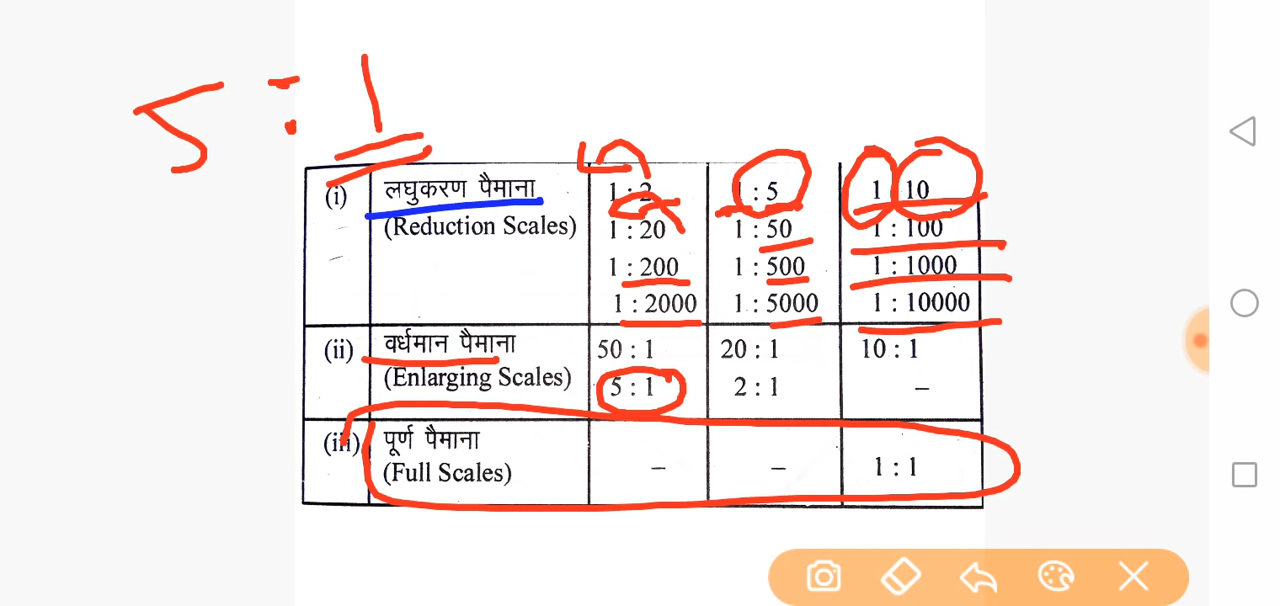 5 : 1
(i) लघुकरण पैमाना 1 : 2 1 : 5 1 10
(Reduction Scales) 1 : 20 1 : 50 1 : 100
1 : 200 1 : 500 1 : 1000
1 : 2000 1 : 5000 1 : 10000
(ii) वर्धमान पैमाना 50 : 1 20 : 1 10 : 1
(Enlarging Scales) 5 : 1 2 : 1 –
(iii) पूर्ण पैमाना
(Full Scales) – – 1 : 1